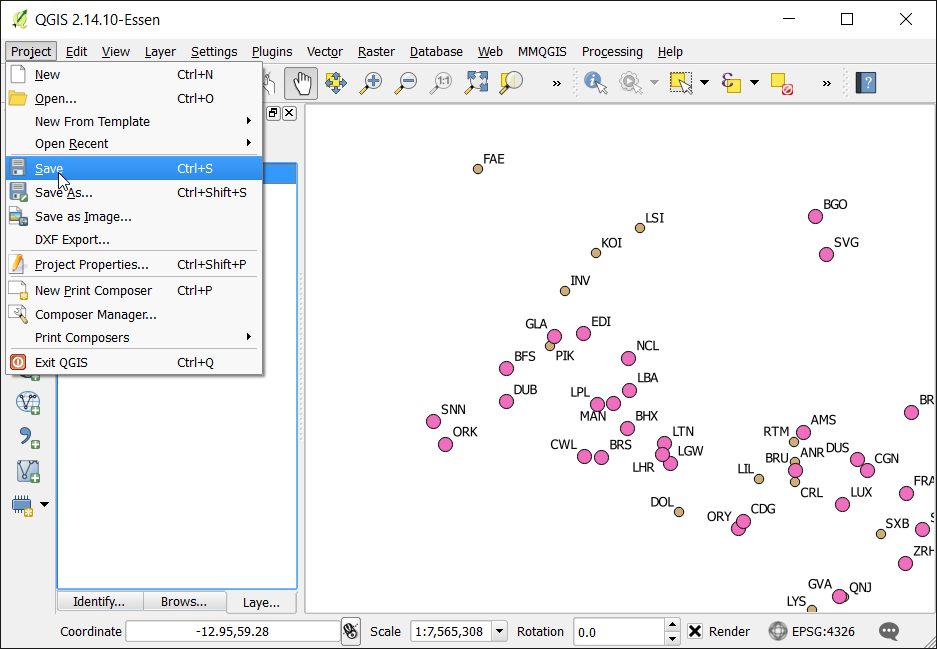 QGIS 2.14.10-Essen
Project Edit View Layer Settings Plugins Vector Raster Database Web MMQGIS Processing Help
New Ctrl+N
Open... Ctrl+O
New From Template
Open Recent
Save Ctrl+S
Save As... Ctrl+Shift+S
Save as Image...
DXF Export...
Project Properties... Ctrl+Shift+P
New Print Composer Ctrl+P
Composer Manager...
Print Composers
Exit QGIS Ctrl+Q
1:1
» »
?
FAE
BGO
LSI
SVG
KOI
INV
GLA EDI
PIK
NCL
BFS
LBA
DUB
LPL
BR
SNN
MAN BHX
AMS
ORK
LTN
RTM
CWL BRS
LGW
BRU ANR DUS
CGN
LHR
LIL
FRA
CRL
LUX
DOL
CDG
ORY
SXB
ZRH
GVA QNJ
LYS
Identify... Brows... Laye...
Coordinate -12.95,59.28 Scale 1:7,565,308 Rotation 0.0 Render EPSG:4326